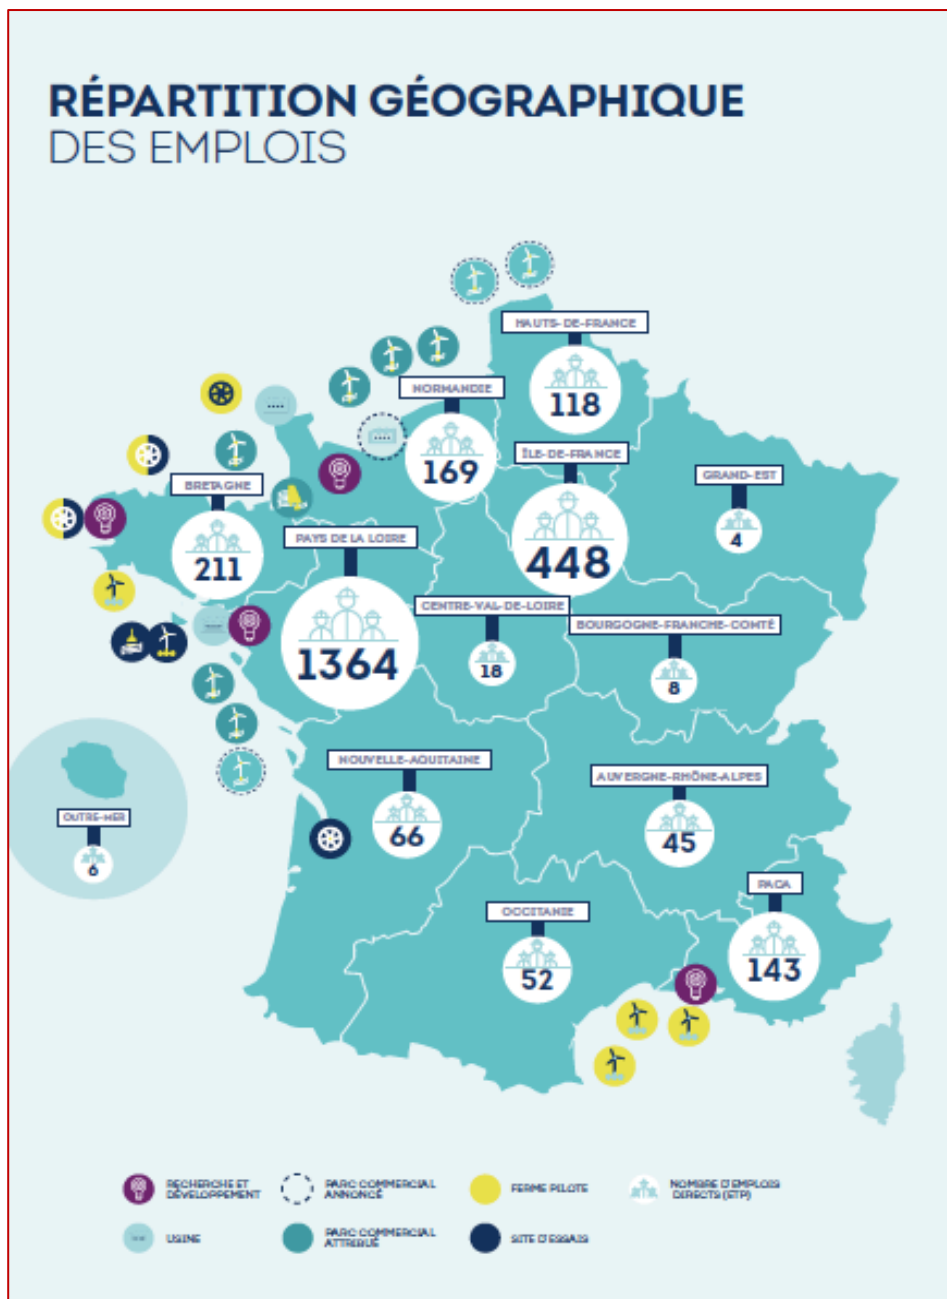 RÉPARTITION GÉOGRAPHIQUE
DES EMPLOIS
HAUTS-DE-FRANCE
118
NORMANDIE
169
ÎLE-DE-FRANCE
448
GRAND-EST
4
BRETAGNE
211
PAYS DE LA LOIRE
1364
CENTRE-VAL-DE-LOIRE
18
BOURGOGNE-FRANCHE-COMTÉ
8
NOUVELLE-AQUITAINE
66
AUVERGNE-RHÔNE-ALPES
45
OUTRE-MER
6
OCCITANIE
52
PACA
143
RECHERCHE ET
DÉVELOPPEMENT
PARC COMMERCIAL
ANNONCÉ
FERME PILOTE
NOMBRE D'EMPLOIS
DIRECTS (ETP)
USINE
PARC COMMERCIAL
ATTRIBUÉ
SITE D'ESSAIS